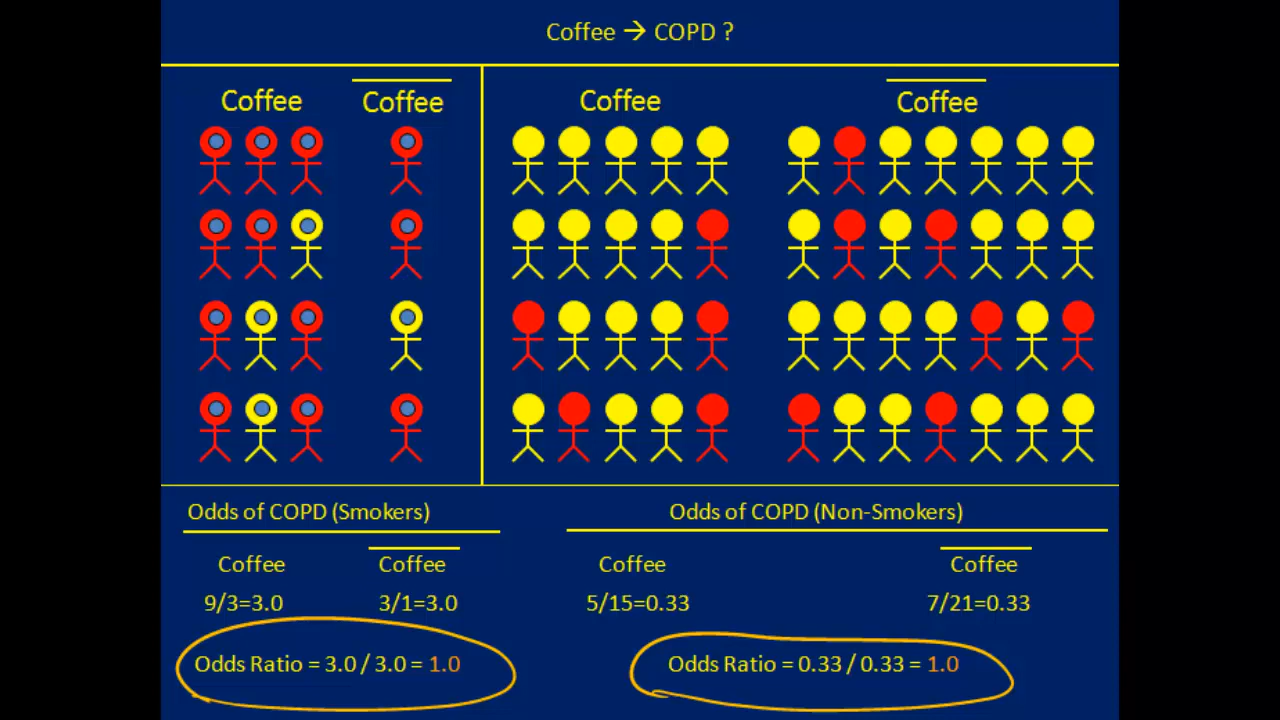 Coffee → COPD ?
Coffee Coffee Coffee Coffee
Odds of COPD (Smokers)
Coffee Coffee
9/3=3.0 3/1=3.0
Odds Ratio = 3.0 / 3.0 = 1.0
Odds of COPD (Non-Smokers)
Coffee Coffee
5/15=0.33 7/21=0.33
Odds Ratio = 0.33 / 0.33 = 1.0